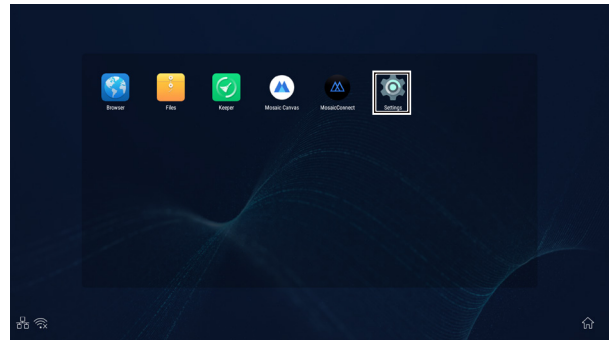 Browser
Files
Keeper
Mosaic Canvas
MosaicConnect
Settings